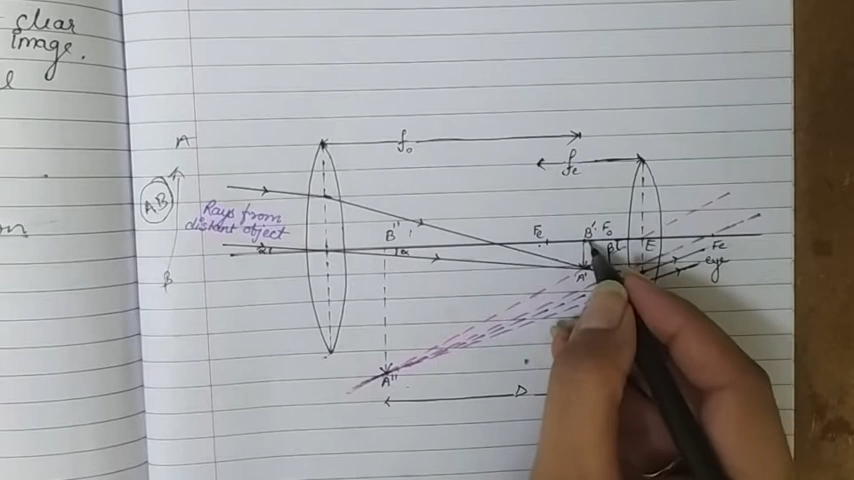 clear
Image.
A
f₀
fe
AB
Rays from
distant object
B
B"
Fe
B'
F₀
α
α
β
E
Fe
A'
eye
A"
D